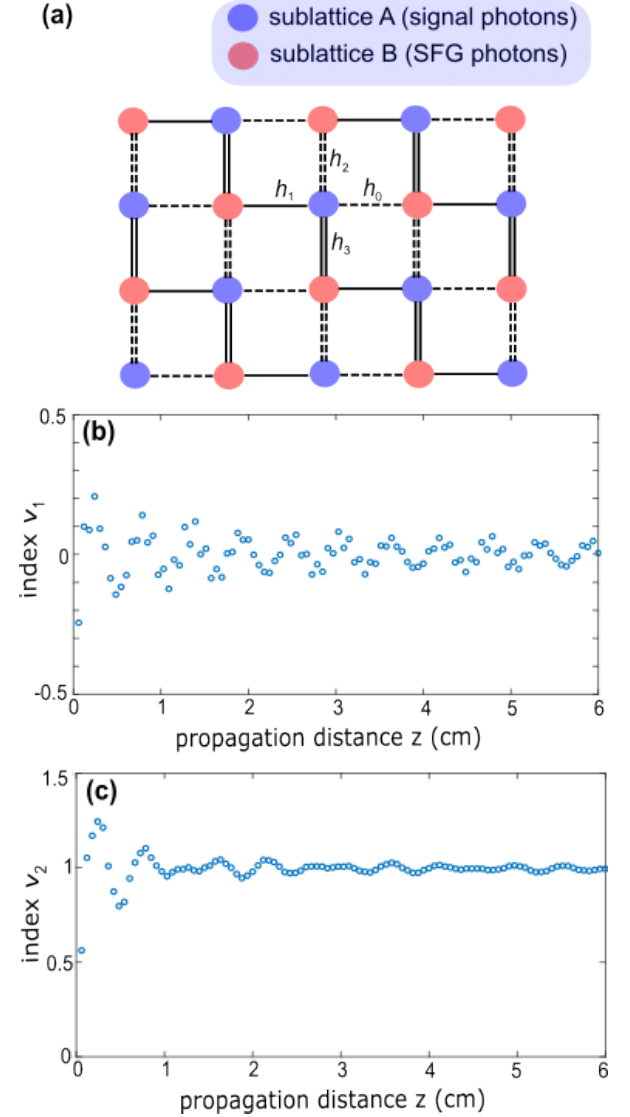 (a)
sublattice A (signal photons)
sublattice B (SFG photons)
h2
h1
h0
h3
0.5
(b)
index ν1
0
-0.5
0 1 2 3 4 5 6
propagation distance z (cm)
1.5
(c)
index ν2
1
0.5
0
0 1 2 3 4 5 6
propagation distance z (cm)